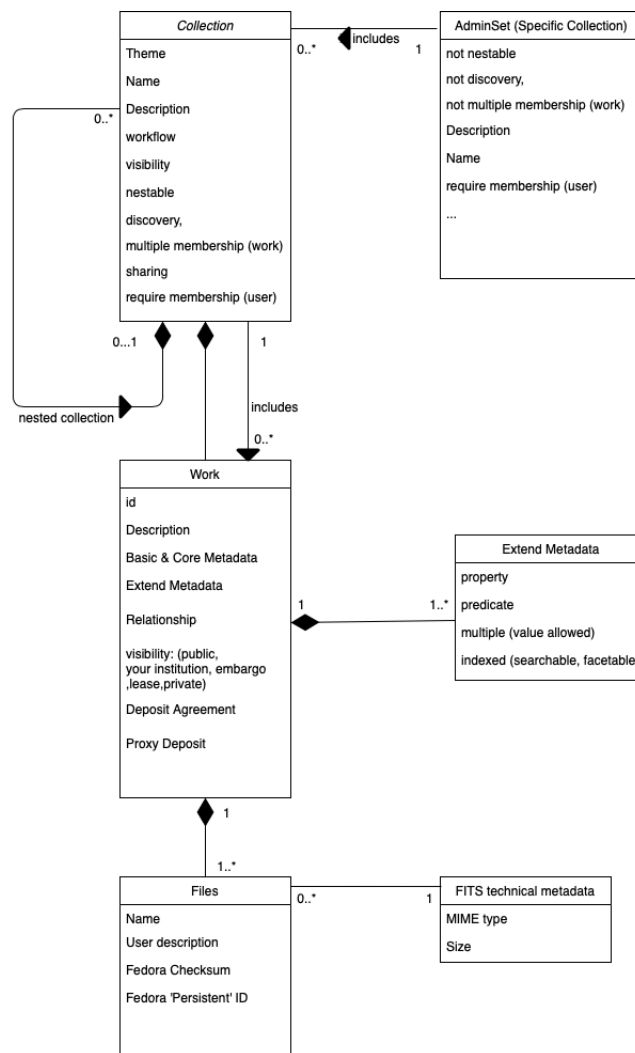 Collection
Theme
Name
Description
workflow
visibility
nestable
discovery,
multiple membership (work)
sharing
require membership (user)
0..*
includes
1
AdminSet (Specific Collection)
not nestable
not discovery,
not multiple membership (work)
Description
Name
require membership (user)
...
0..*
0...1
nested collection
1
includes
0..*
Work
id
Description
Basic & Core Metadata
Extend Metadata
Relationship
visibility: (public,
your institution, embargo
,lease,private)
Deposit Agreement
Proxy Deposit
1
1..*
Extend Metadata
property
predicate
multiple (value allowed)
indexed (searchable, facetable
1
1..*
Files
Name
User description
Fedora Checksum
Fedora 'Persistent' ID
0..*
1
FITS technical metadata
MIME type
Size